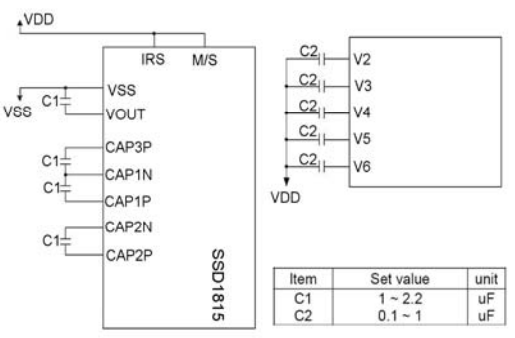 VDD
IRS M/S
VSS
C1
VSS
VOUT
CAP3P
C1
CAP1N
C1
CAP1P
CAP2N
C1
CAP2P
SSD1815
C2 V2
C2 V3
C2 V4
C2 V5
C2 V6
VDD
Item Set value unit
C1 1 ~ 2.2 uF
C2 0.1 ~ 1 uF